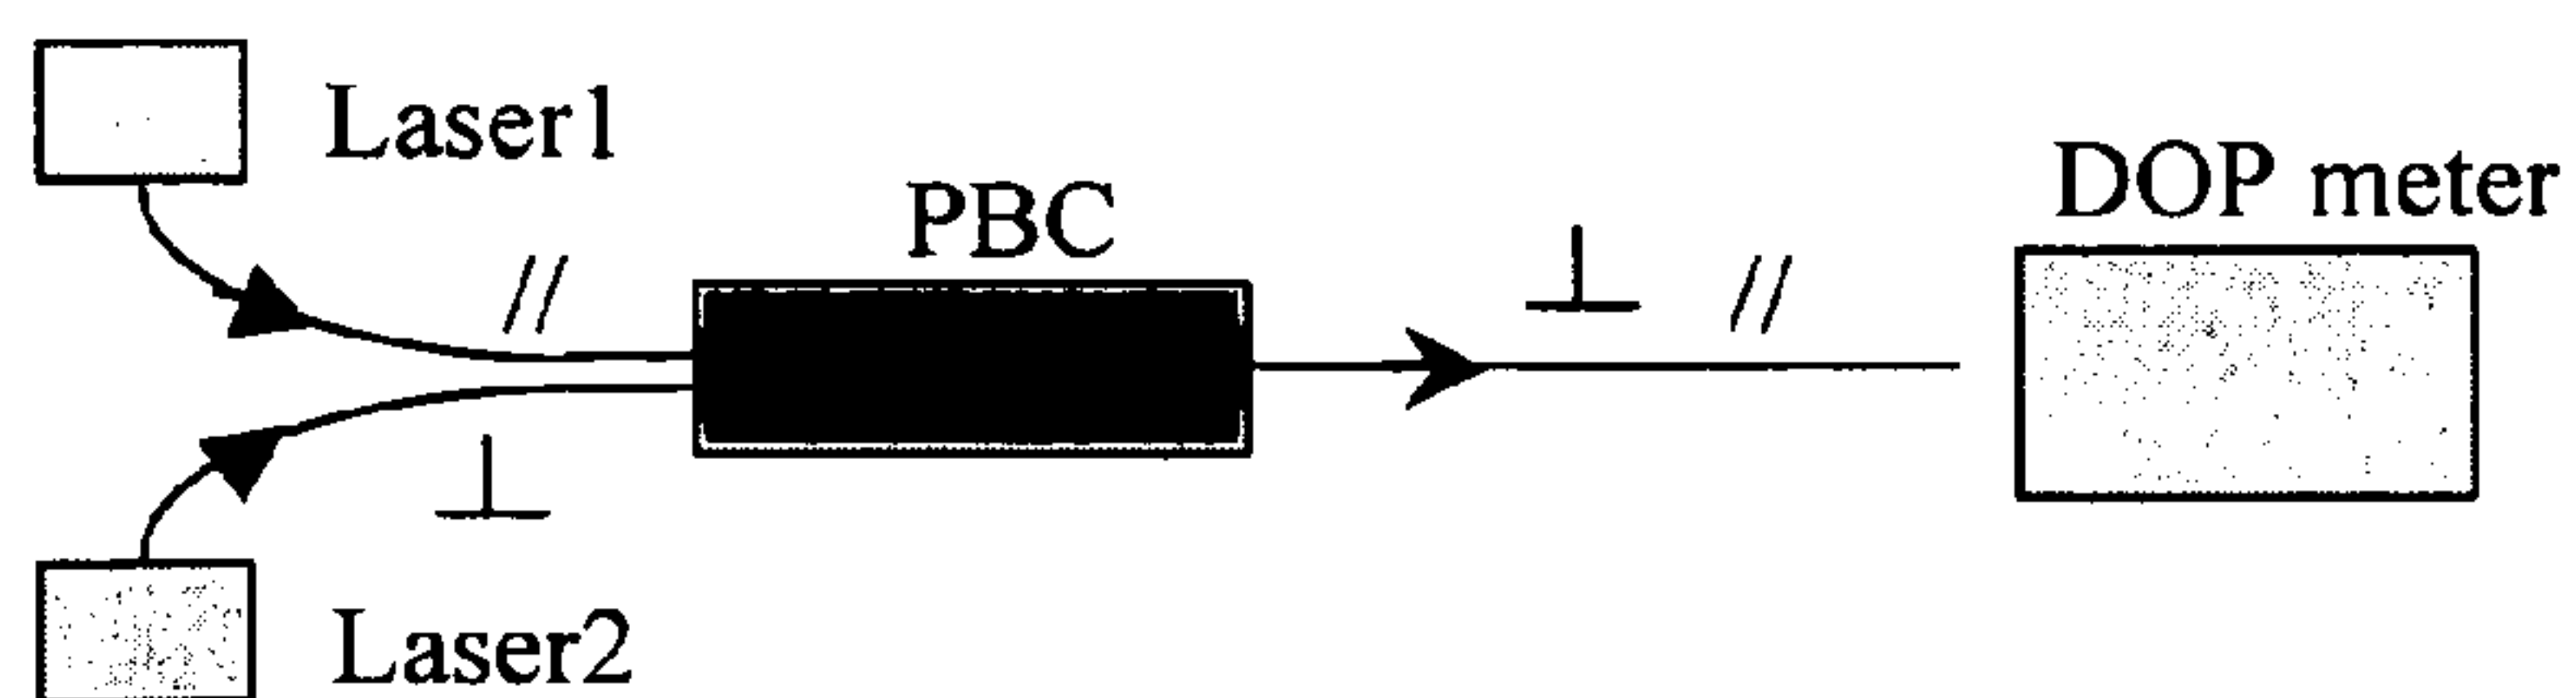 Laser1
PBC
DOP meter
//
⊥
⊥ //
Laser2